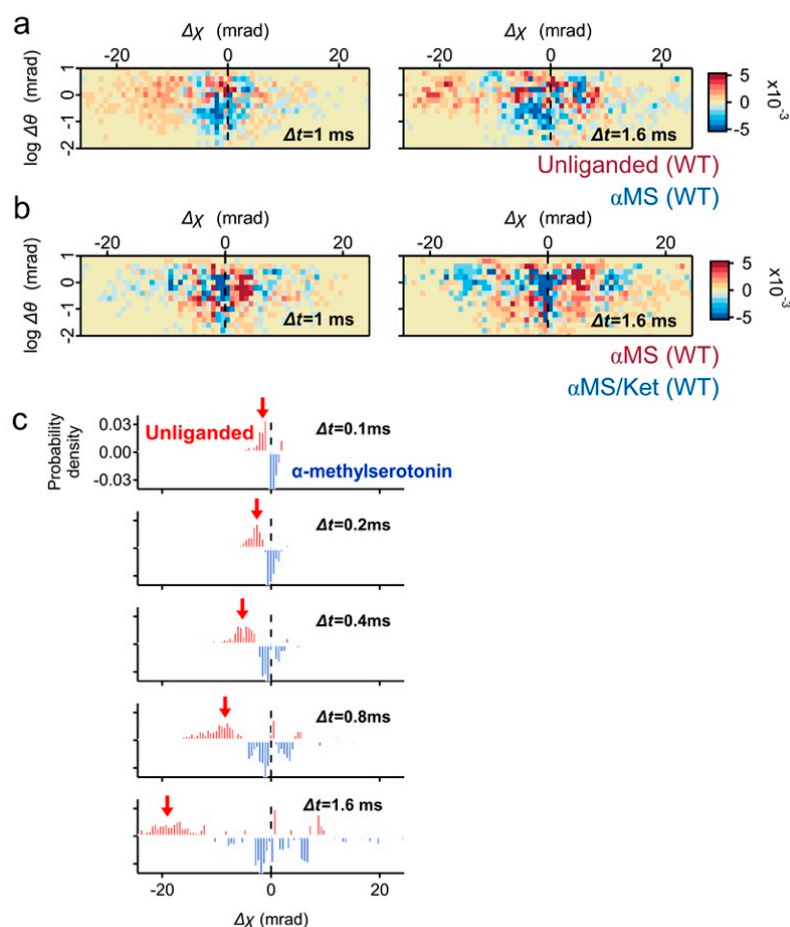 a
Δχ (mrad) Δχ (mrad)
-20 0 20 -20 0 20
log Δθ (mrad)
1
0
-1
-2
Δt=1 ms Δt=1.6 ms
5
0
-5
x10⁻³
Unliganded (WT)
αMS (WT)
b
Δχ (mrad) Δχ (mrad)
-20 0 20 -20 0 20
log Δθ (mrad)
1
0
-1
-2
Δt=1 ms Δt=1.6 ms
5
0
-5
x10⁻³
αMS (WT)
αMS/Ket (WT)
c
Probability
density
0.03
0.00
-0.03
Unliganded
Δt=0.1ms
α-methylserotonin
Δt=0.2ms
Δt=0.4ms
Δt=0.8ms
Δt=1.6 ms
-20 0 20
Δχ (mrad)